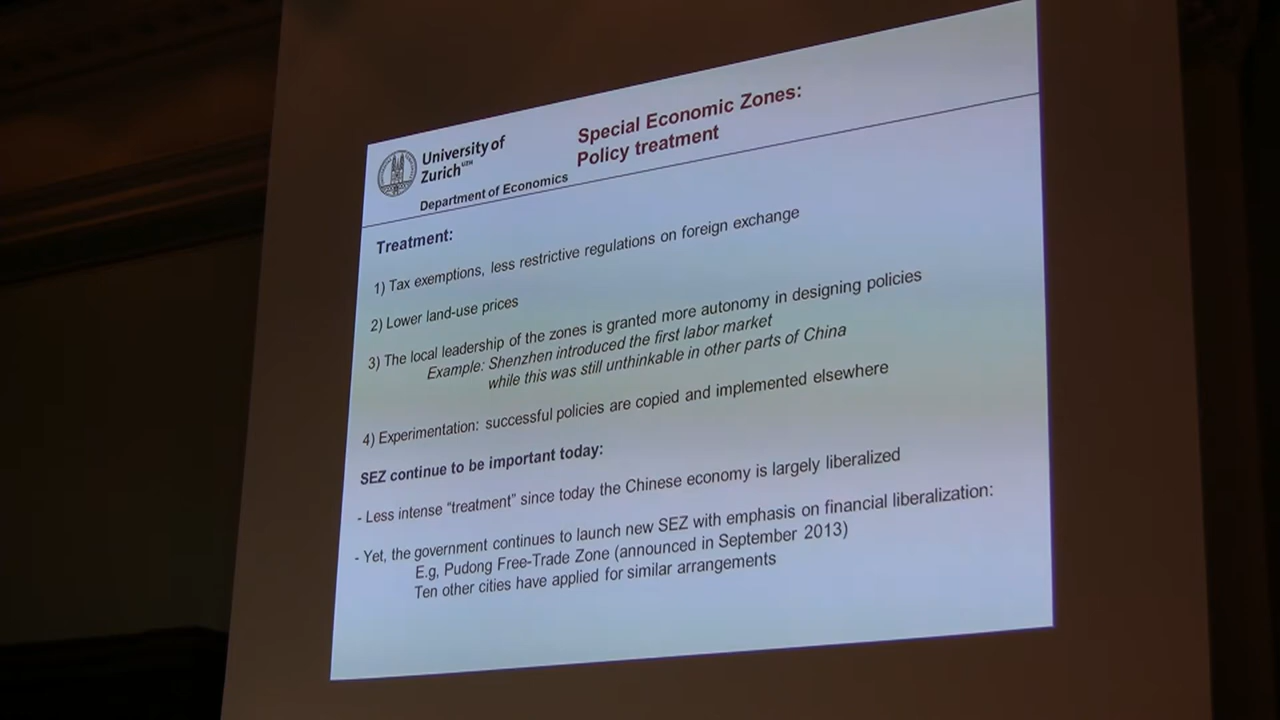 University of
Zurich UZH
Department of Economics
Special Economic Zones:
Policy treatment
Treatment:
1) Tax exemptions, less restrictive regulations on foreign exchange
2) Lower land-use prices
3) The local leadership of the zones is granted more autonomy in designing policies
Example: Shenzhen introduced the first labor market
while this was still unthinkable in other parts of China
4) Experimentation: successful policies are copied and implemented elsewhere
SEZ continue to be important today:
- Less intense “treatment” since today the Chinese economy is largely liberalized
- Yet, the government continues to launch new SEZ with emphasis on financial liberalization:
E.g, Pudong Free-Trade Zone (announced in September 2013)
Ten other cities have applied for similar arrangements